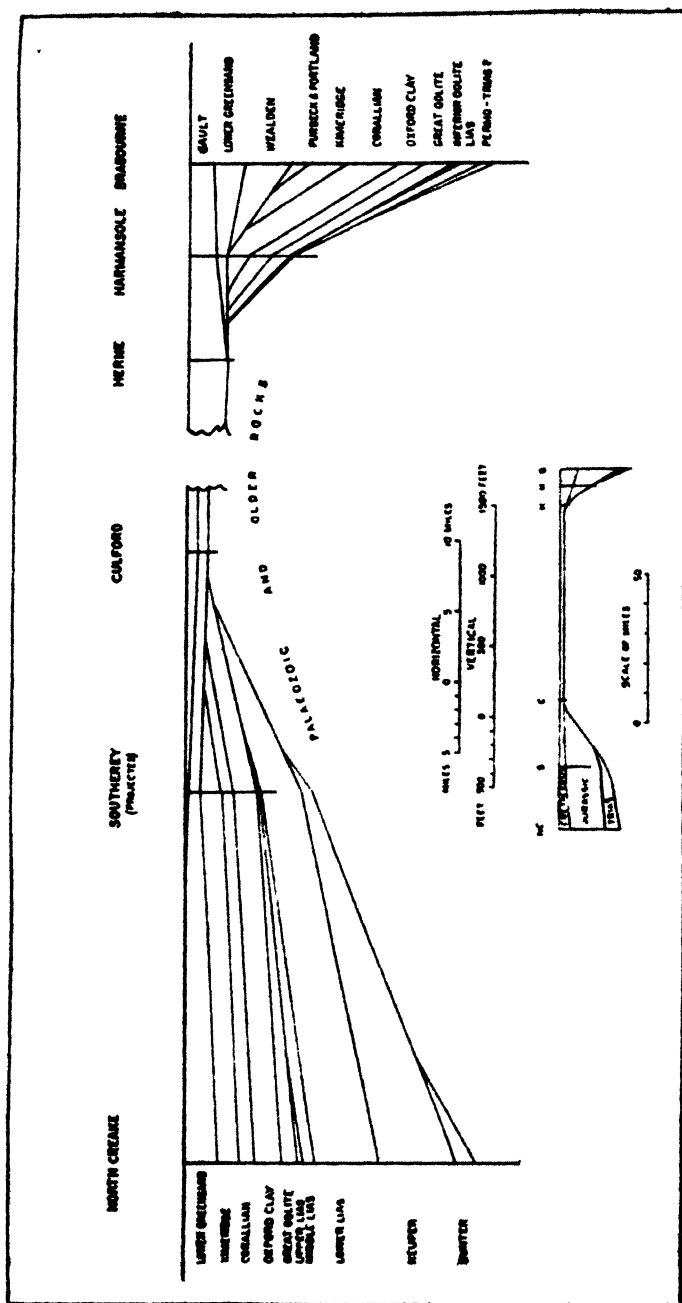 NORTH CREAKE
SOUTHEREY
(PROJECTED)
CULFORD
HERNE
HARMANSOLE
BRABOURNE
LOWER GREENSAND
KIMERIDGE
CORALLIAN
OXFORD CLAY
GREAT OOLITE
UPPER LIAS
MIDDLE LIAS
LOWER LIAS
KEUPER
BUNTER
PALAEOZOIC AND OLDER ROCKS
GAULT
LOWER GREENSAND
WEALDEN
PURBECK & PORTLAND
KIMERIDGE
CORALLIAN
OXFORD CLAY
GREAT OOLITE
INFERIOR OOLITE
LIAS
PERMO-TRIAS ?
HORIZONTAL
MILES 5 0 5 10 MILES
VERTICAL
FEET 500 0 500 1000 1500 FEET
NC S C H H B
CRETACEOUS
JURASSIC
TRIAS
SCALE OF MILES
0 50